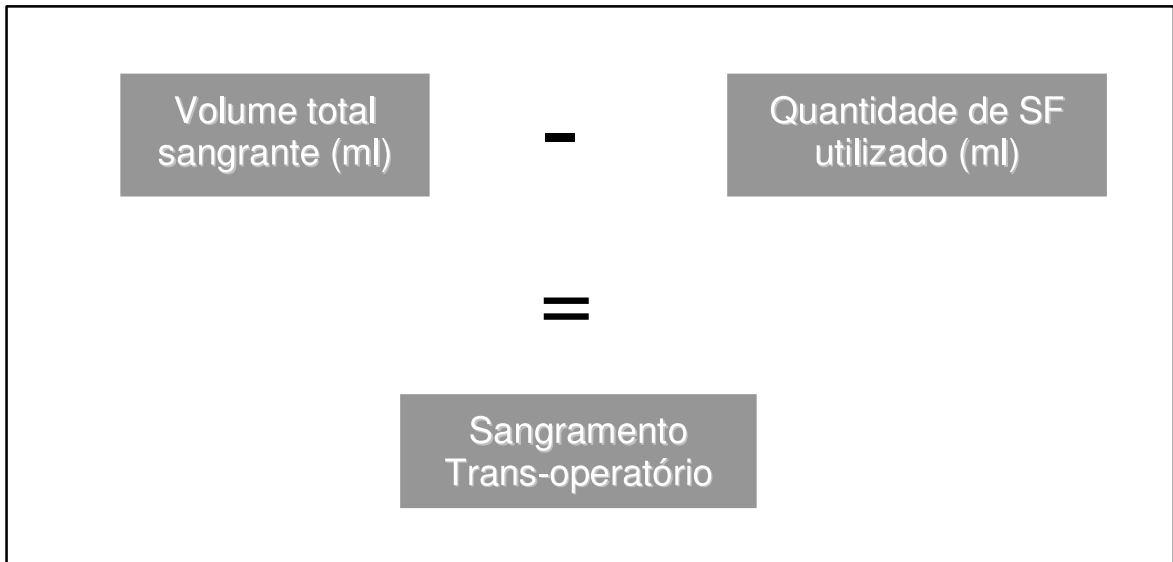 Volume total
sangrante (ml)
-
Quantidade de SF
utilizado (ml)
=
Sangramento
Trans-operatório